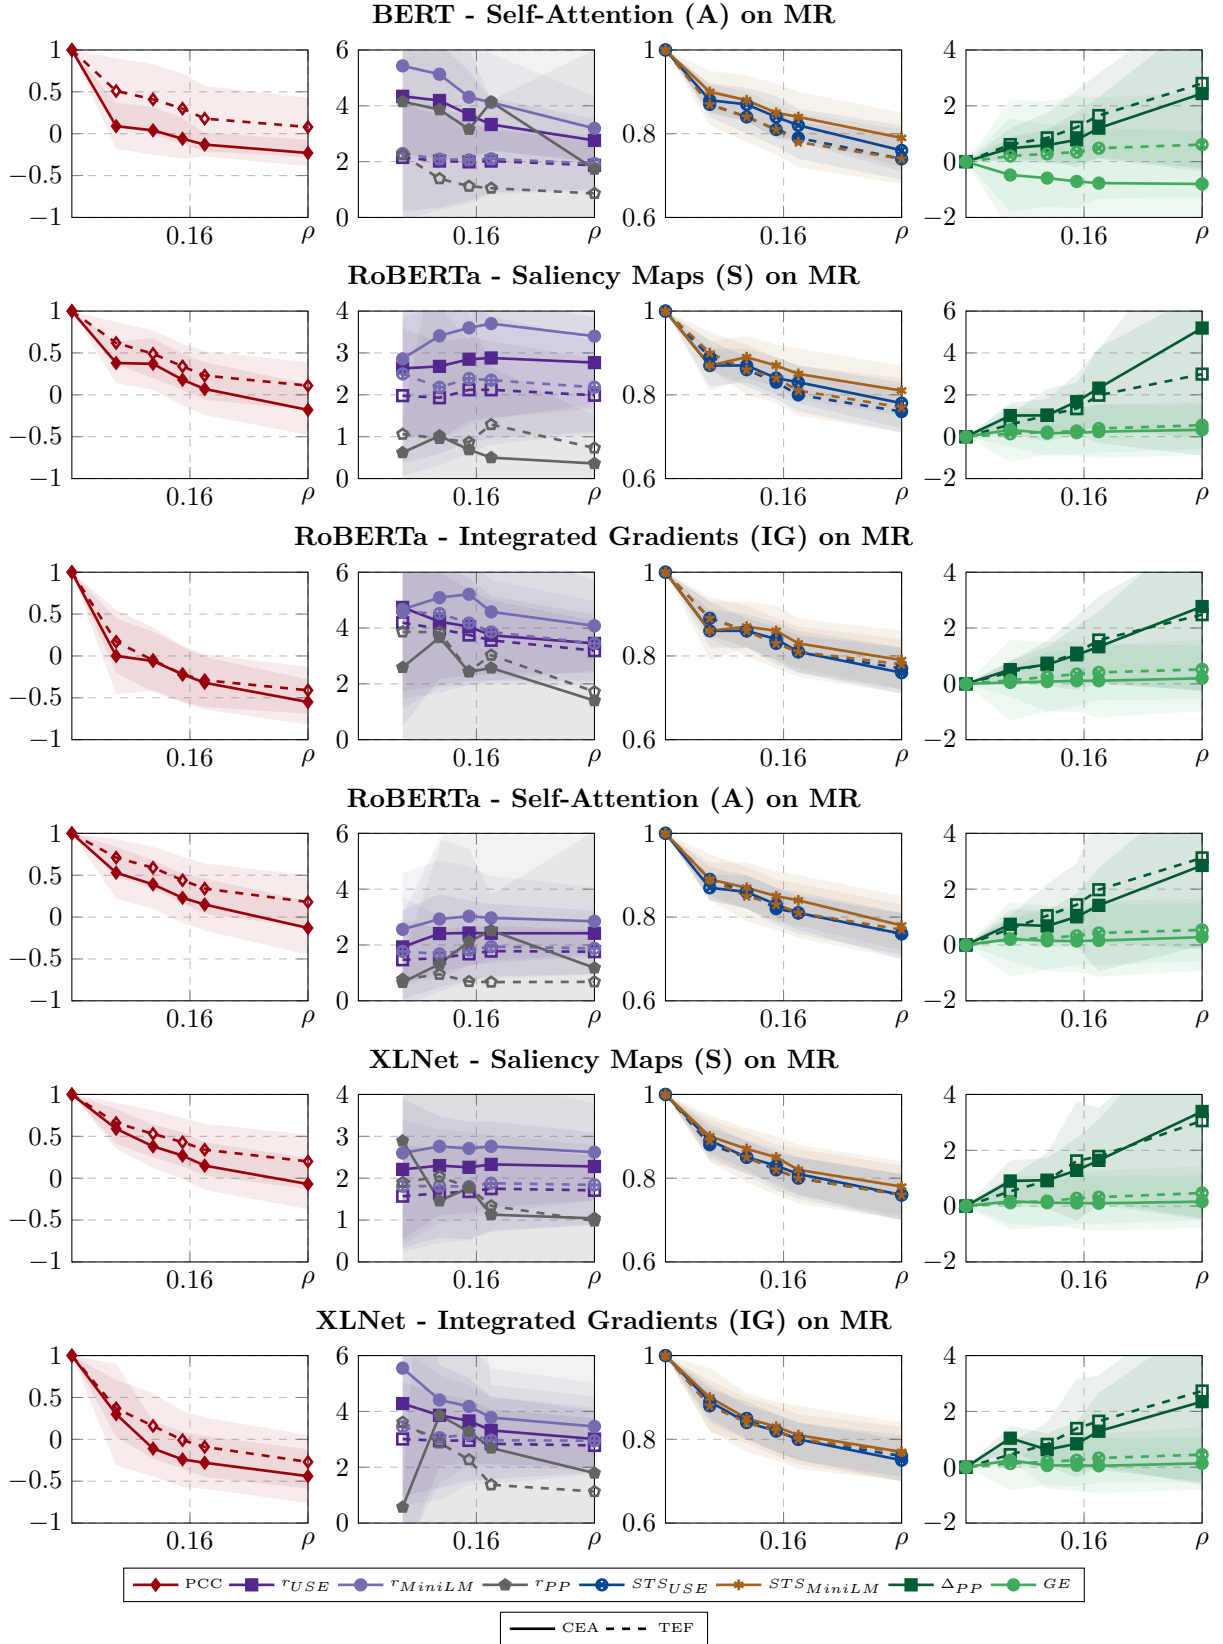 BERT - Self-Attention (A) on MR
1 0.5 0 −0.5 −1 0.16 ρ
6 4 2 0 0.16 ρ
1 0.8 0.6 0.16 ρ
4 2 0 −2 0.16 ρ
RoBERTa - Saliency Maps (S) on MR
1 0.5 0 −0.5 −1 0.16 ρ
4 3 2 1 0 0.16 ρ
1 0.8 0.6 0.16 ρ
6 4 2 0 −2 0.16 ρ
RoBERTa - Integrated Gradients (IG) on MR
1 0.5 0 −0.5 −1 0.16 ρ
6 4 2 0 0.16 ρ
1 0.8 0.6 0.16 ρ
4 2 0 −2 0.16 ρ
RoBERTa - Self-Attention (A) on MR
1 0.5 0 −0.5 −1 0.16 ρ
6 4 2 0 0.16 ρ
1 0.8 0.6 0.16 ρ
4 2 0 −2 0.16 ρ
XLNet - Saliency Maps (S) on MR
1 0.5 0 −0.5 −1 0.16 ρ
4 3 2 1 0 0.16 ρ
1 0.8 0.6 0.16 ρ
4 2 0 −2 0.16 ρ
XLNet - Integrated Gradients (IG) on MR
1 0.5 0 −0.5 −1 0.16 ρ
6 4 2 0 0.16 ρ
1 0.8 0.6 0.16 ρ
4 2 0 −2 0.16 ρ
PCC r_USE r_MiniLM r_PP STS_USE STS_MiniLM Δ_PP GE
CEA TEF